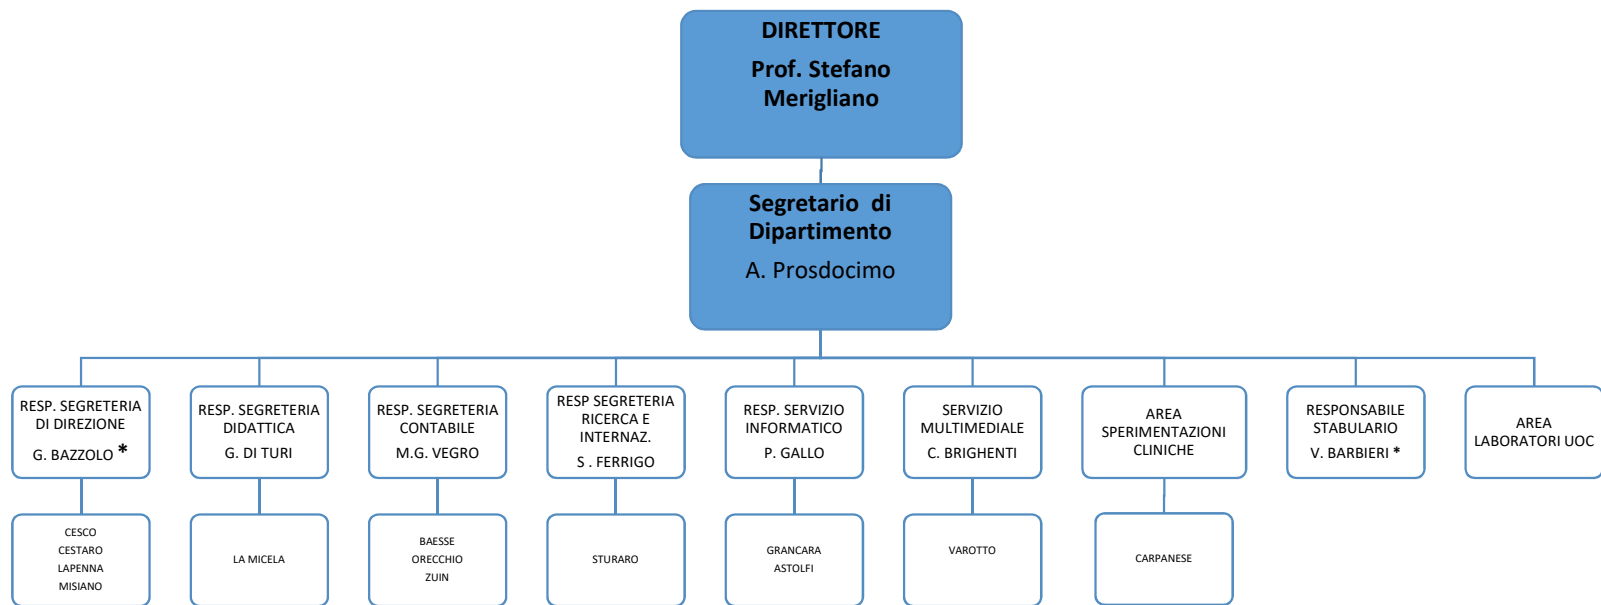 DIRETTORE
Prof. Stefano
Merigliano
Segretario di
Dipartimento
A. Prosdocimo
RESP. SEGRETERIA
DI DIREZIONE
G. BAZZOLO *
RESP. SEGRETERIA
DIDATTICA
G. DI TURI
RESP. SEGRETERIA
CONTABILE
M.G. VEGRO
RESP SEGRETERIA
RICERCA E
INTERNAZ.
S . FERRIGO
RESP. SERVIZIO
INFORMATICO
P. GALLO
SERVIZIO
MULTIMEDIALE
C. BRIGHENTI
AREA
SPERIMENTAZIONI
CLINICHE
RESPONSABILE
STABULARIO
V. BARBIERI *
AREA
LABORATORI UOC
CESCO
CESTARO
LAPENNA
MISIANO
LA MICELA
BAESSE
ORECCHIO
ZUIN
STURARO
GRANCARA
ASTOLFI
VAROTTO
CARPANESE